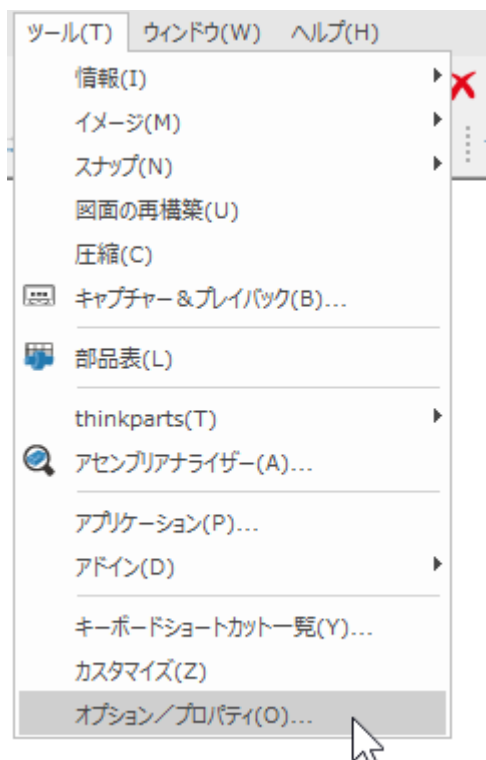 ツール(T) ウィンドウ(W) ヘルプ(H)
情報(I)
イメージ(M)
スナップ(N)
図面の再構築(U)
圧縮(C)
キャプチャー＆プレイバック(B)...
部品表(L)
thinkparts(T)
アセンブリアナライザー(A)...
アプリケーション(P)...
アドイン(D)
キーボードショートカット一覧(Y)...
カスタマイズ(Z)
オプション／プロパティ(O)...